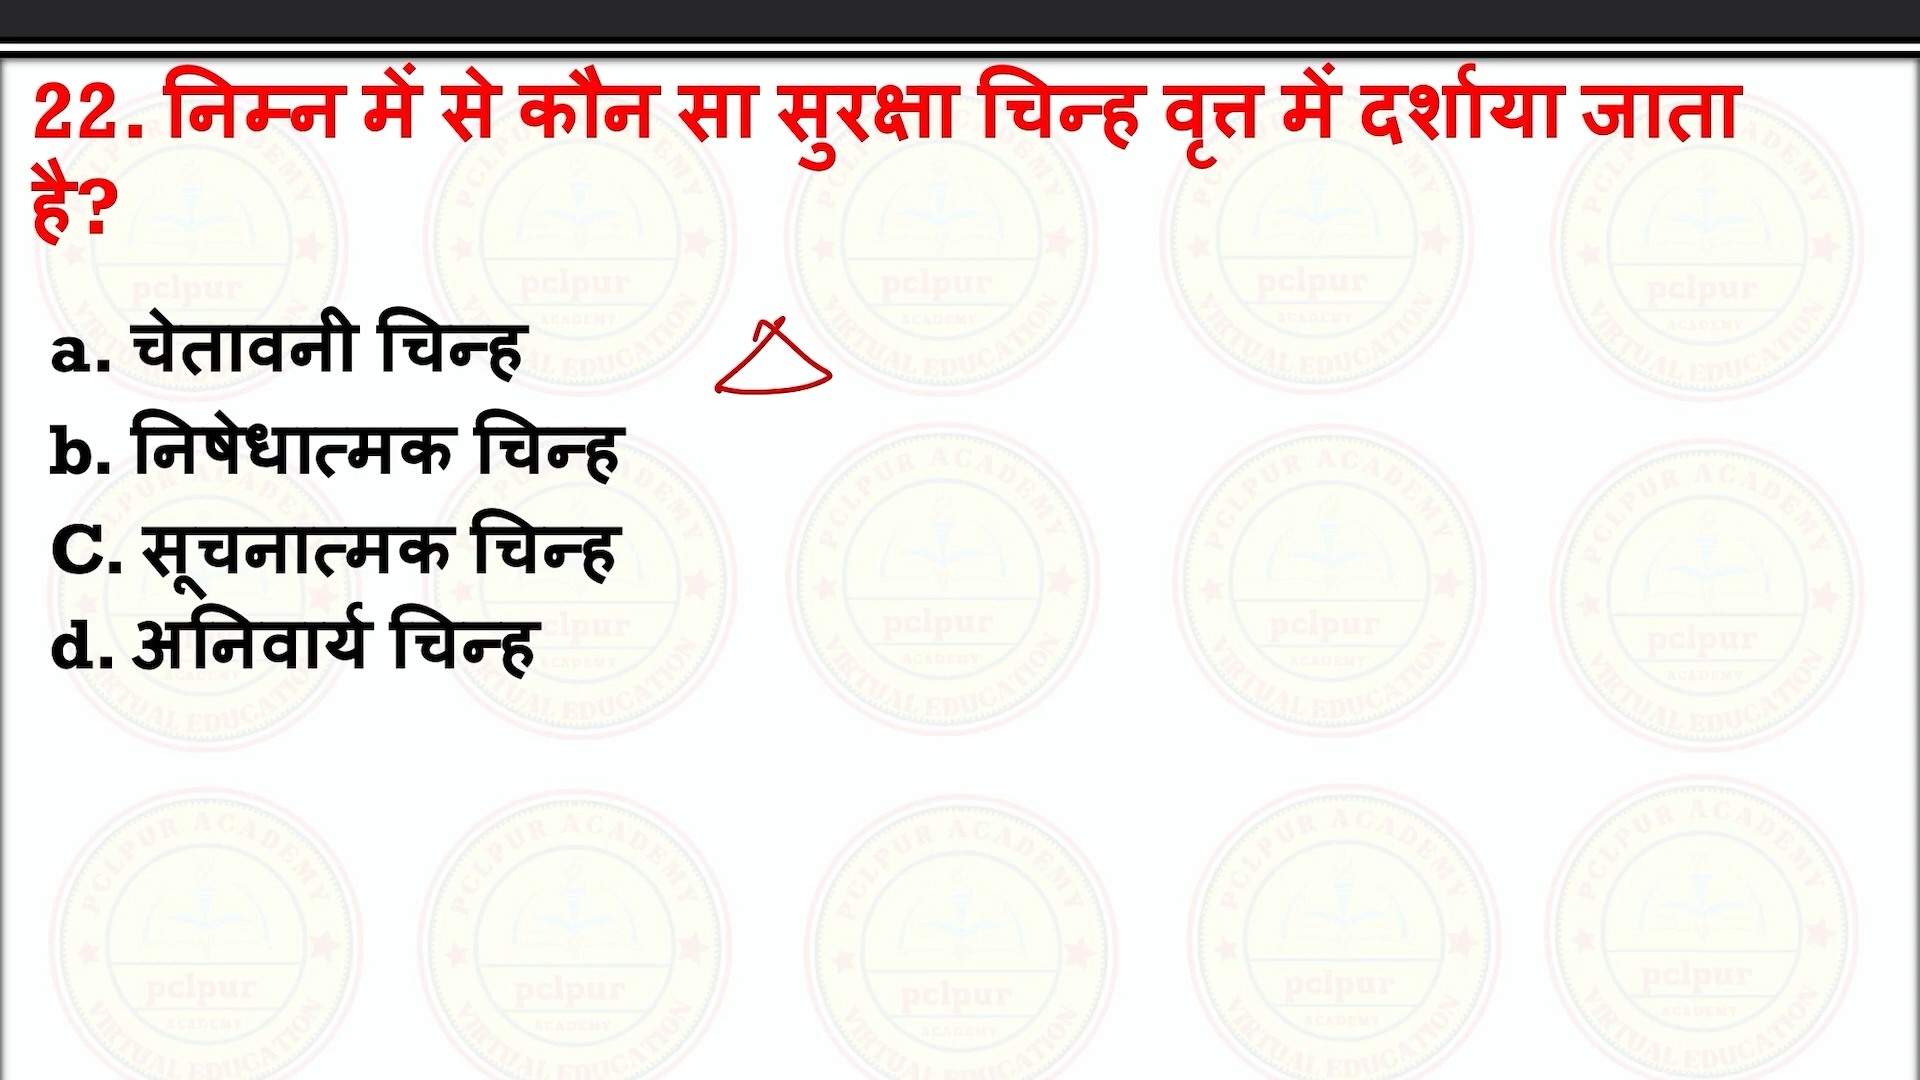 22. निम्न में से कौन सा सुरक्षा चिन्ह वृत्त में दर्शाया जाता
है?
a. चेतावनी चिन्ह
b. निषेधात्मक चिन्ह
C. सूचनात्मक चिन्ह
d. अनिवार्य चिन्ह